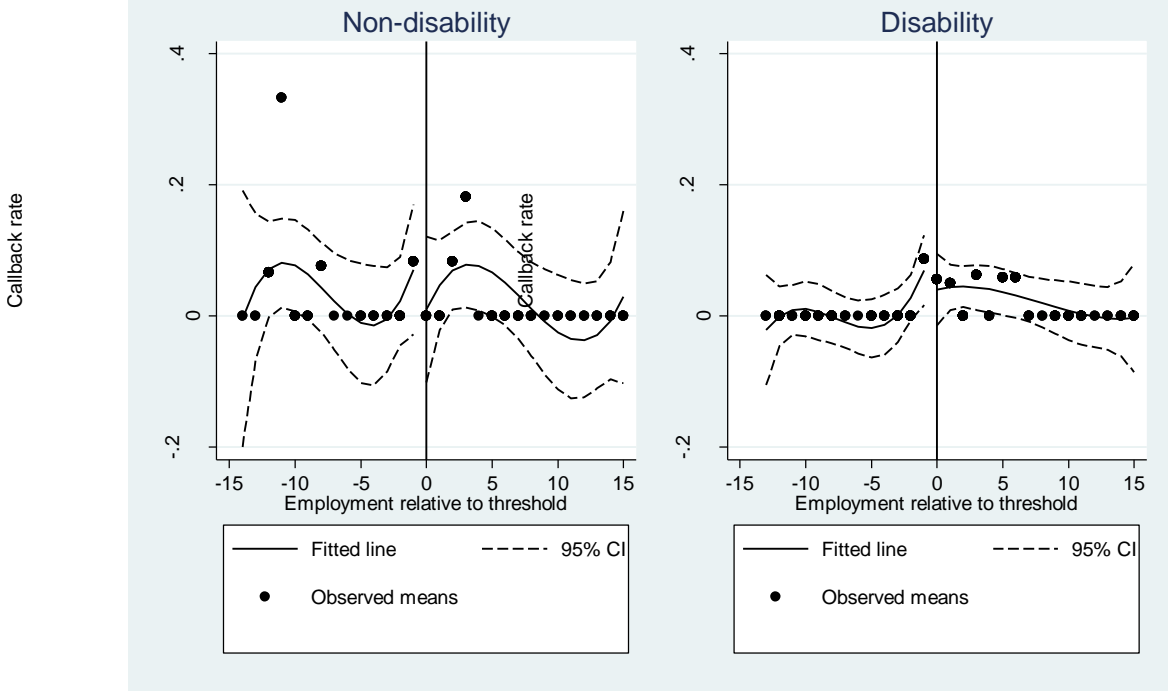 Non-disability
Disability
Callback rate
.4
.2
0
-.2
-15 -10 -5 0 5 10 15
Employment relative to threshold
Fitted line 95% CI
Observed means
Callback rate
.4
.2
0
-.2
-15 -10 -5 0 5 10 15
Employment relative to threshold
Fitted line 95% CI
Observed means